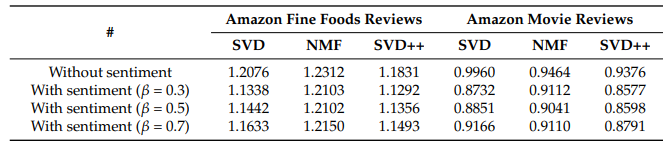 # Amazon Fine Foods Reviews Amazon Movie Reviews
SVD NMF SVD++ SVD NMF SVD++
Without sentiment 1.2076 1.2312 1.1831 0.9960 0.9464 0.9376
With sentiment (β = 0.3) 1.1338 1.2103 1.1292 0.8732 0.9112 0.8577
With sentiment (β = 0.5) 1.1442 1.2102 1.1356 0.8851 0.9041 0.8598
With sentiment (β = 0.7) 1.1633 1.2150 1.1493 0.9166 0.9110 0.8791